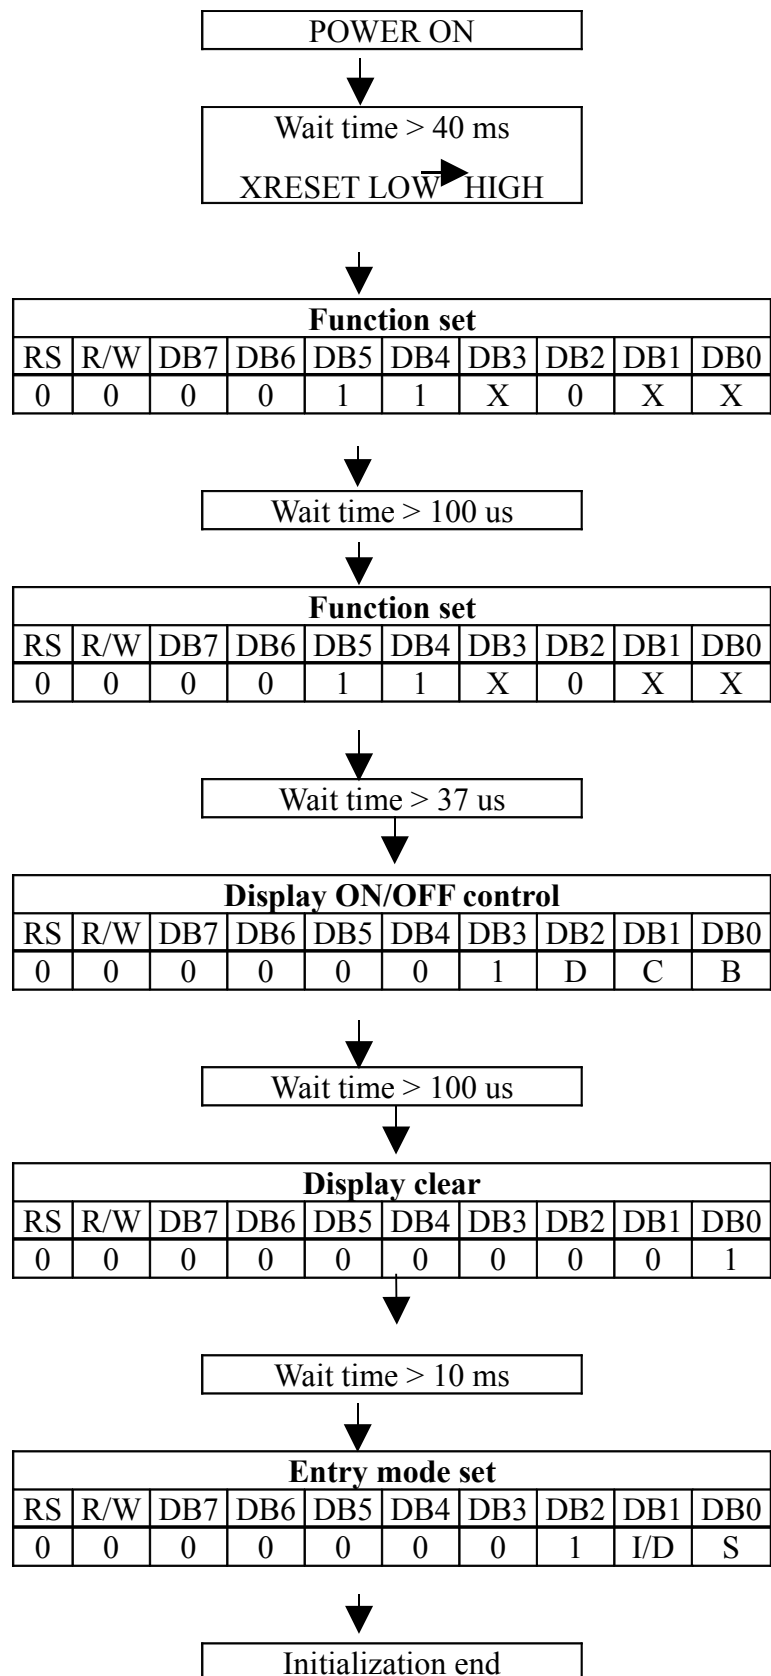 POWER ON
Wait time > 40 ms
XRESET LOW HIGH
Function set
RS R/W DB7 DB6 DB5 DB4 DB3 DB2 DB1 DB0
0 0 0 0 1 1 X 0 X X
Wait time > 100 us
Function set
RS R/W DB7 DB6 DB5 DB4 DB3 DB2 DB1 DB0
0 0 0 0 1 1 X 0 X X
Wait time > 37 us
Display ON/OFF control
RS R/W DB7 DB6 DB5 DB4 DB3 DB2 DB1 DB0
0 0 0 0 0 0 1 D C B
Wait time > 100 us
Display clear
RS R/W DB7 DB6 DB5 DB4 DB3 DB2 DB1 DB0
0 0 0 0 0 0 0 0 0 1
Wait time > 10 ms
Entry mode set
RS R/W DB7 DB6 DB5 DB4 DB3 DB2 DB1 DB0
0 0 0 0 0 0 0 1 I/D S
Initialization end